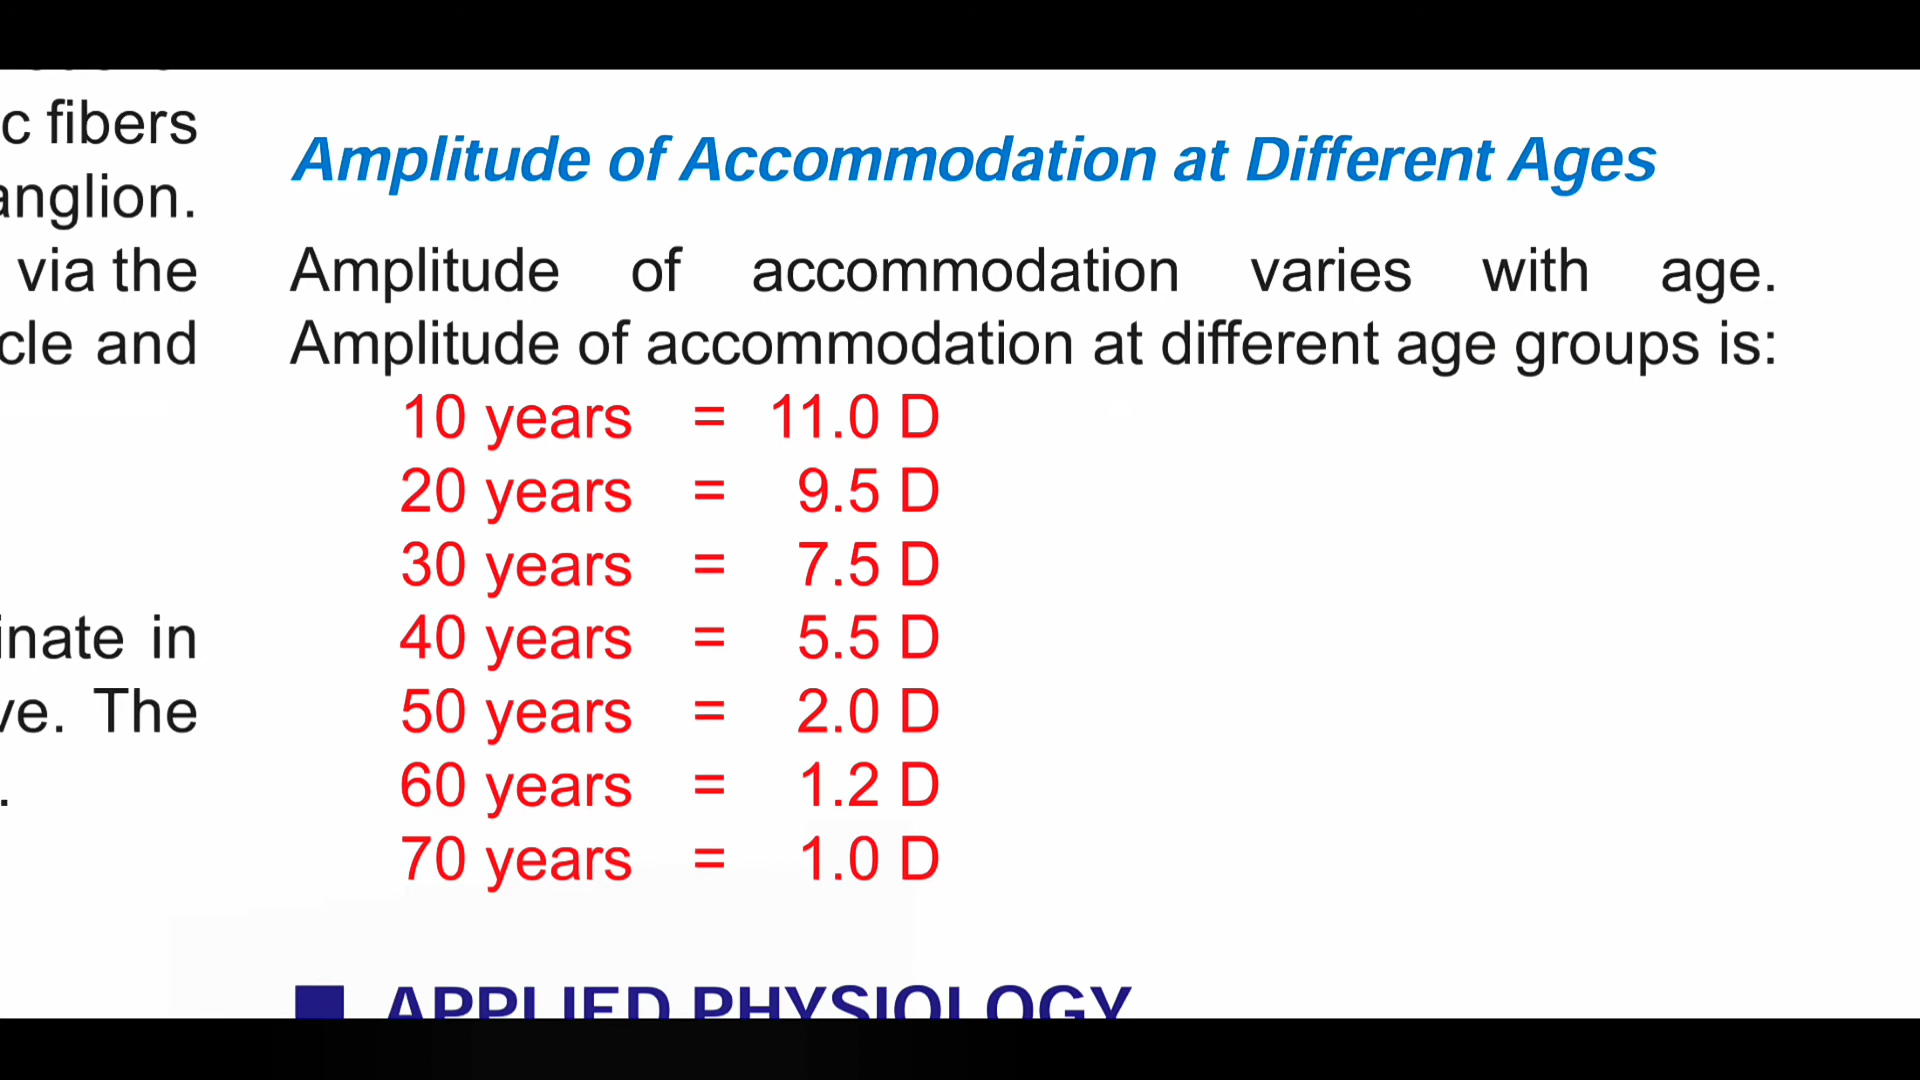 c fibers
anglion.
via the
cle and
inate in
ve. The
.
Amplitude of Accommodation at Different Ages
Amplitude of accommodation varies with age.
Amplitude of accommodation at different age groups is:
10 years = 11.0 D
20 years = 9.5 D
30 years = 7.5 D
40 years = 5.5 D
50 years = 2.0 D
60 years = 1.2 D
70 years = 1.0 D
APPLIED PHYSIOLOGY